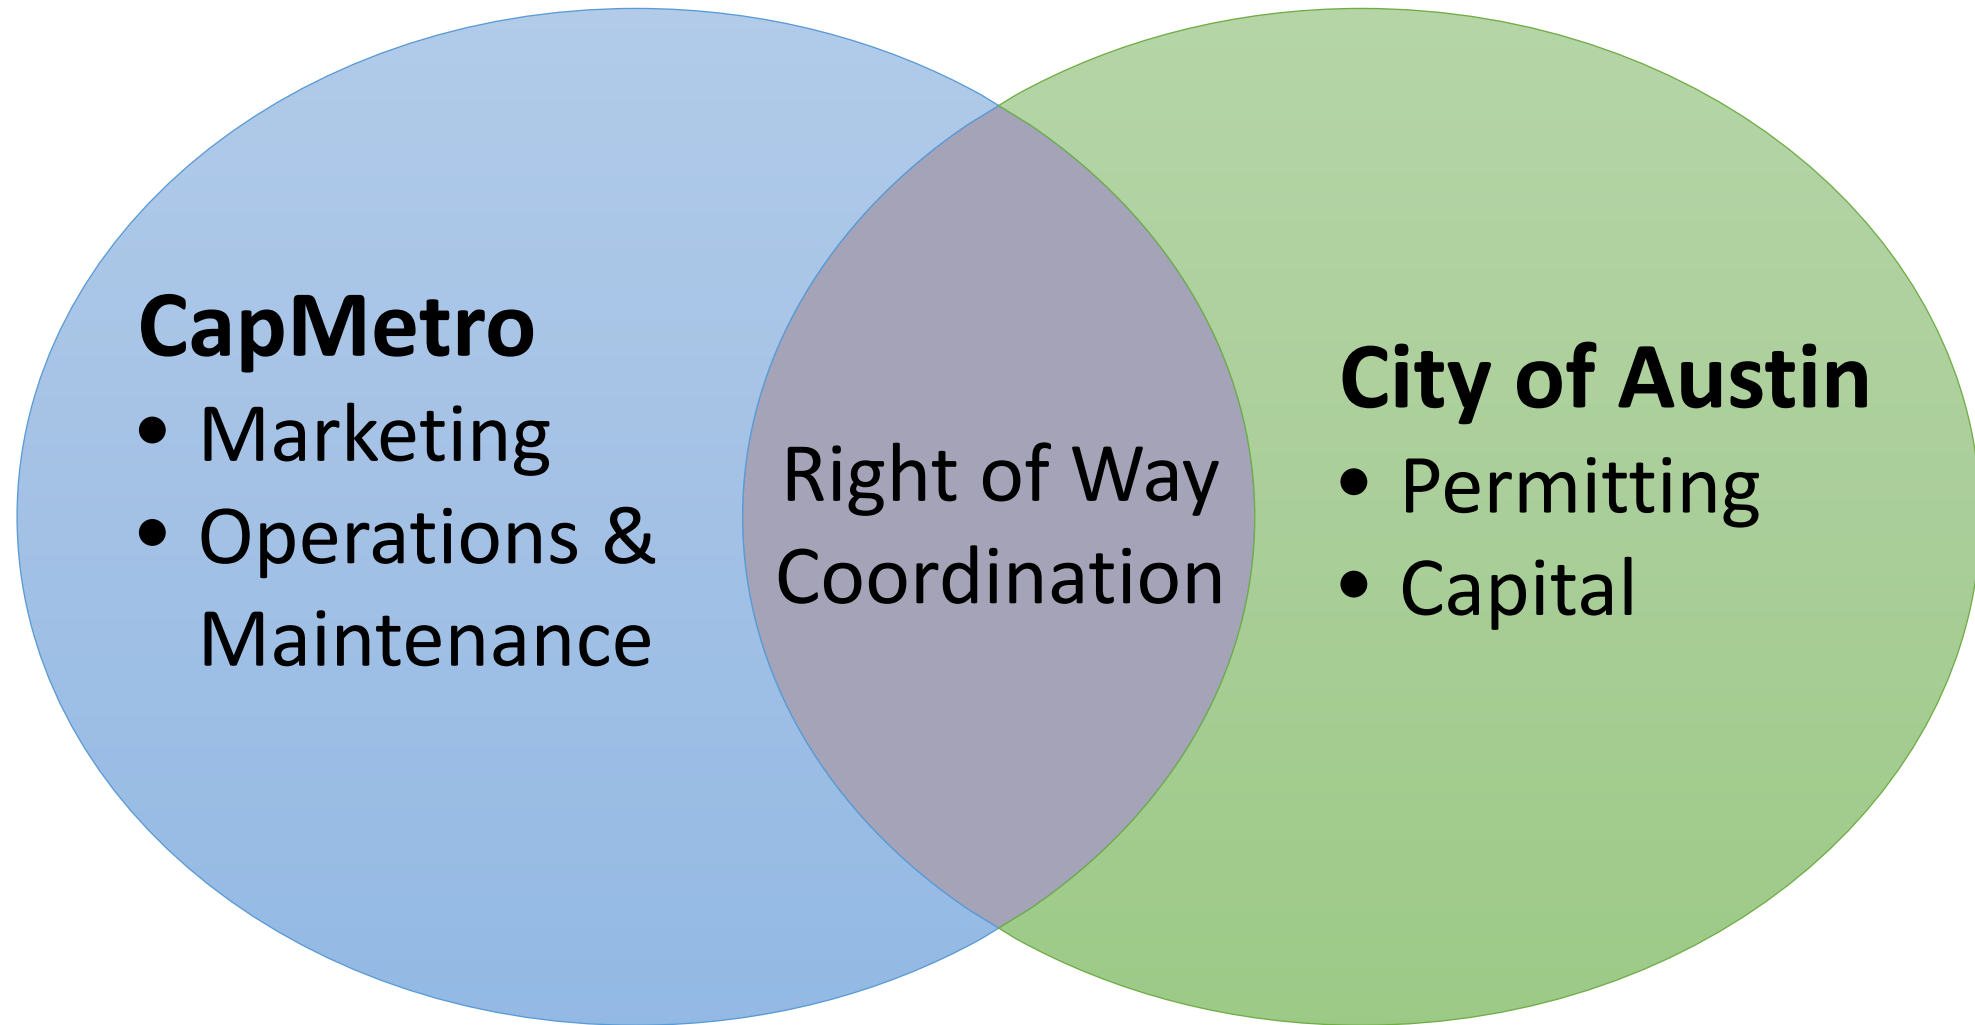 CapMetro
• Marketing
• Operations &
Maintenance
Right of Way
Coordination
City of Austin
• Permitting
• Capital